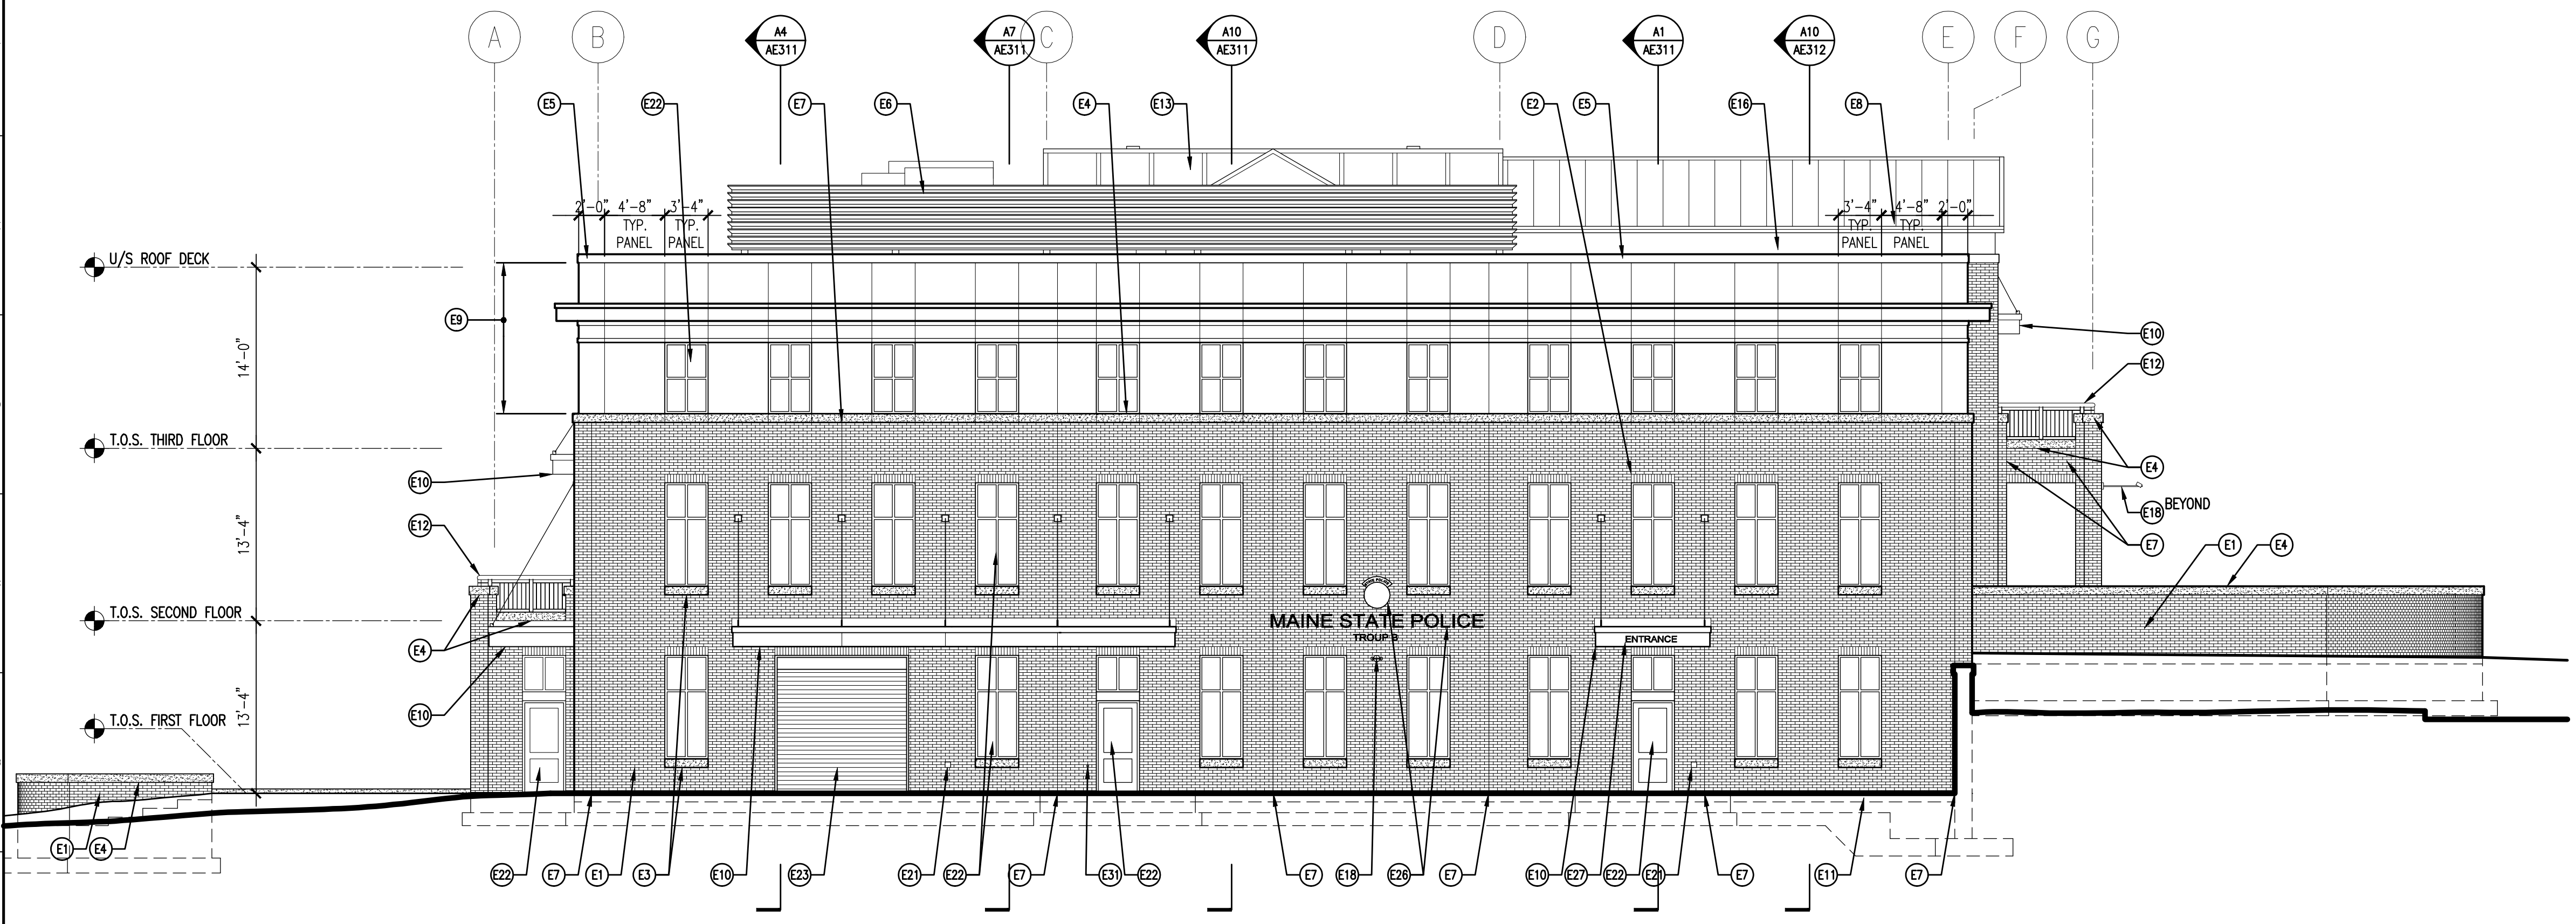 A B C D E F G
A4
AE311
A7
AE311
A10
AE311
A1
AE311
A10
AE312
E5 E22 E7 E6 E4 E13 E2 E5 E16 E8
2'-0" 4'-8" 3'-4"
TYP. TYP.
PANEL PANEL
3'-4" 4'-8" 2'-0"
TYP. TYP.
PANEL PANEL
U/S ROOF DECK
E9
E10
14'-0"
E12
T.O.S. THIRD FLOOR
E10
E4
E18 BEYOND
E12
13'-4"
E7
E1 E4
T.O.S. SECOND FLOOR
MAINE STATE POLICE
TROUP B
ENTRANCE
E4
13'-4"
E10
T.O.S. FIRST FLOOR
E1 E4
E22 E7 E1 E3 E10 E23 E21 E22 E7 E31 E22 E7 E18 E26 E7 E10 E27 E22 E21 E7 E11 E7